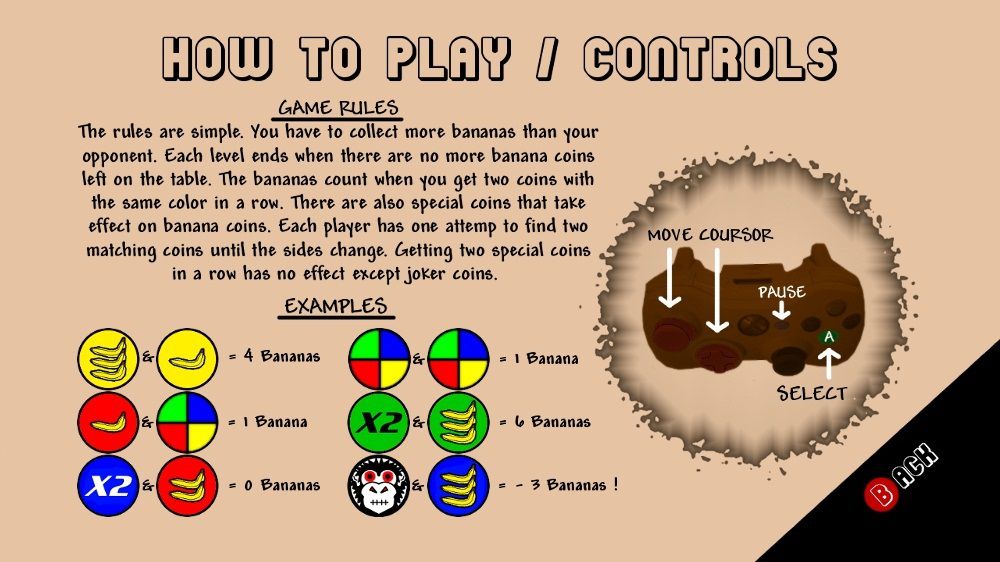 HOW TO PLAY / CONTROLS
GAME RULES
The rules are simple. You have to collect more bananas than your
opponent. Each level ends when there are no more banana coins
left on the table. The bananas count when you get two coins with
the same color in a row. There are also special coins that take
effect on banana coins. Each player has one attemp to find two
matching coins until the sides change. Getting two special coins
in a row has no effect except joker coins.
EXAMPLES
& = 4 Bananas
& = 1 Banana
& = 1 Banana
X2 & = 6 Bananas
X2 & = 0 Bananas
& = - 3 Bananas !
MOVE COURSOR
PAUSE
A
SELECT
BACK